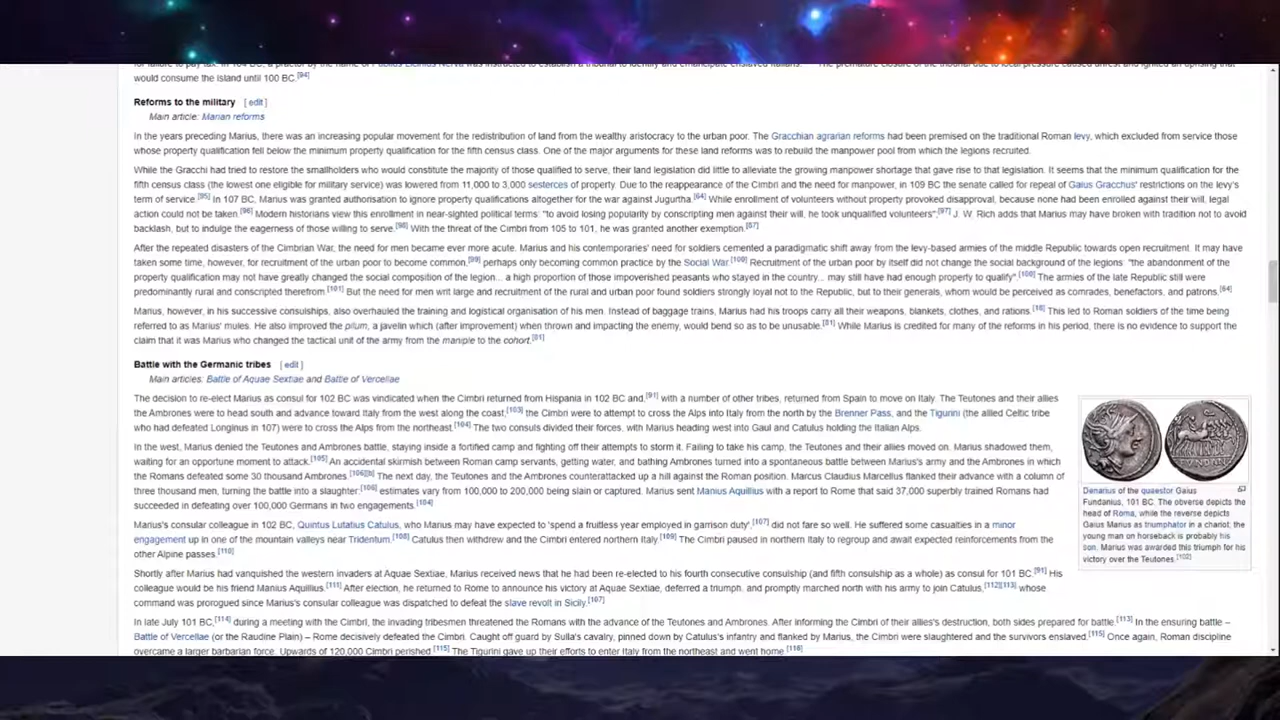 would consume the island until 100 BC.[94]
Reforms to the military [ edit ]
Main article: Marian reforms
In the years preceding Marius, there was an increasing popular movement for the redistribution of land from the wealthy aristocracy to the urban poor. The Gracchian agrarian reforms had been premised on the traditional Roman levy, which excluded from service those
whose property qualification fell below the minimum property qualification for the fifth census class. One of the major arguments for these land reforms was to rebuild the manpower pool from which the legions recruited.
While the Gracchi had tried to restore the smallholders who would constitute the majority of those qualified to serve, their land legislation did little to alleviate the growing manpower shortage that gave rise to that legislation. It seems that the minimum qualification for the
fifth census class (the lowest one eligible for military service) was lowered from 11,000 to 3,000 sesterces of property. Due to the reappearance of the Cimbri and the need for manpower, in 109 BC the senate called for repeal of Gaius Gracchus' restrictions on the levy's
term of service.[95] In 107 BC, Marius was granted authorisation to ignore property qualifications altogether for the war against Jugurtha.[64] While enrollment of volunteers without property provoked disapproval, because none had been enrolled against their will, legal
action could not be taken.[96] Modern historians view this enrollment in near-sighted political terms: "to avoid losing popularity by conscripting men against their will, he took unqualified volunteers".[97] J. W. Rich adds that Marius may have broken with tradition not to avoid
backlash, but to indulge the eagerness of those willing to serve.[98] With the threat of the Cimbri from 105 to 101, he was granted another exemption.[57]
After the repeated disasters of the Cimbrian War, the need for men became ever more acute. Marius and his contemporaries' need for soldiers cemented a paradigmatic shift away from the levy-based armies of the middle Republic towards open recruitment. It may have
taken some time, however, for recruitment of the urban poor to become common,[99] perhaps only becoming common practice by the Social War.[100] Recruitment of the urban poor by itself did not change the social background of the legions: "the abandonment of the
property qualification may not have greatly changed the social composition of the legion... a high proportion of those impoverished peasants who stayed in the country... may still have had enough property to qualify".[100] The armies of the late Republic still were
predominantly rural and conscripted therefrom.[101] But the need for men writ large and recruitment of the rural and urban poor found soldiers strongly loyal not to the Republic, but to their generals, whom would be perceived as comrades, benefactors, and patrons.[64]
Marius, however, in his successive consulships, also overhauled the training and logistical organisation of his men. Instead of baggage trains, Marius had his troops carry all their weapons, blankets, clothes, and rations.[16] This led to Roman soldiers of the time being
referred to as Marius' mules. He also improved the pilum, a javelin which (after improvement) when thrown and impacting the enemy, would bend so as to be unusable.[81] While Marius is credited for many of the reforms in his period, there is no evidence to support the
claim that it was Marius who changed the tactical unit of the army from the maniple to the cohort.[81]
Battle with the Germanic tribes [ edit ]
Main articles: Battle of Aquae Sextiae and Battle of Vercellae
The decision to re-elect Marius as consul for 102 BC was vindicated when the Cimbri returned from Hispania in 102 BC and,[91] with a number of other tribes, returned from Spain to move on Italy. The Teutones and their allies
the Ambrones were to head south and advance toward Italy from the west along the coast,[103] the Cimbri were to attempt to cross the Alps into Italy from the north by the Brenner Pass, and the Tigurini (the allied Celtic tribe
who had defeated Longinus in 107) were to cross the Alps from the northeast.[104] The two consuls divided their forces, with Marius heading west into Gaul and Catulus holding the Italian Alps.
In the west, Marius denied the Teutones and Ambrones battle, staying inside a fortified camp and fighting off their attempts to storm it. Failing to take his camp, the Teutones and their allies moved on. Marius shadowed them,
waiting for an opportune moment to attack.[105] An accidental skirmish between Roman camp servants, getting water, and bathing Ambrones turned into a spontaneous battle between Marius's army and the Ambrones in which
the Romans defeated some 30 thousand Ambrones.[106][8] The next day, the Teutones and the Ambrones counterattacked up a hill against the Roman position. Marcus Claudius Marcellus flanked their advance with a column of
three thousand men, turning the battle into a slaughter;[106] estimates vary from 100,000 to 200,000 being slain or captured. Marius sent Manius Aquillius with a report to Rome that said 37,000 superbly trained Romans had
succeeded in defeating over 100,000 Germans in two engagements.[104]
Marius's consular colleague in 102 BC, Quintus Lutatius Catulus, who Marius may have expected to 'spend a fruitless year employed in garrison duty',[107] did not fare so well. He suffered some casualties in a minor
engagement up in one of the mountain valleys near Tridentum.[108] Catulus then withdrew and the Cimbri entered northern Italy.[109] The Cimbri paused in northern Italy to regroup and await expected reinforcements from the
other Alpine passes.[110]
Shortly after Marius had vanquished the western invaders at Aquae Sextiae, Marius received news that he had been re-elected to his fourth consecutive consulship (and fifth consulship as a whole) as consul for 101 BC.[91] His
colleague would be his friend Manius Aquillius.[111] After election, he returned to Rome to announce his victory at Aquae Sextiae, deferred a triumph, and promptly marched north with his army to join Catulus,[112][113] whose
command was prorogued since Marius's consular colleague was dispatched to defeat the slave revolt in Sicily.[107]
In late July 101 BC,[114] during a meeting with the Cimbri, the invading tribesmen threatened the Romans with the advance of the Teutones and Ambrones. After informing the Cimbri of their allies's destruction, both sides prepared for battle.[113] In the ensuing battle –
Battle of Vercellae (or the Raudine Plain) – Rome decisively defeated the Cimbri. Caught off guard by Sulla's cavalry, pinned down by Catulus's infantry and flanked by Marius, the Cimbri were slaughtered and the survivors enslaved.[115] Once again, Roman discipline
overcame a larger barbarian force. Upwards of 120,000 Cimbri perished.[115] The Tigurini gave up their efforts to enter Italy from the northeast and went home.[116]
Denarius of the quaestor Gaius
Fundanius, 101 BC. The obverse depicts the
head of Roma, while the reverse depicts
Gaius Marius as triumphator in a chariot; the
young man on horseback is probably his
son. Marius was awarded this triumph for his
victory over the Teutones.[102]